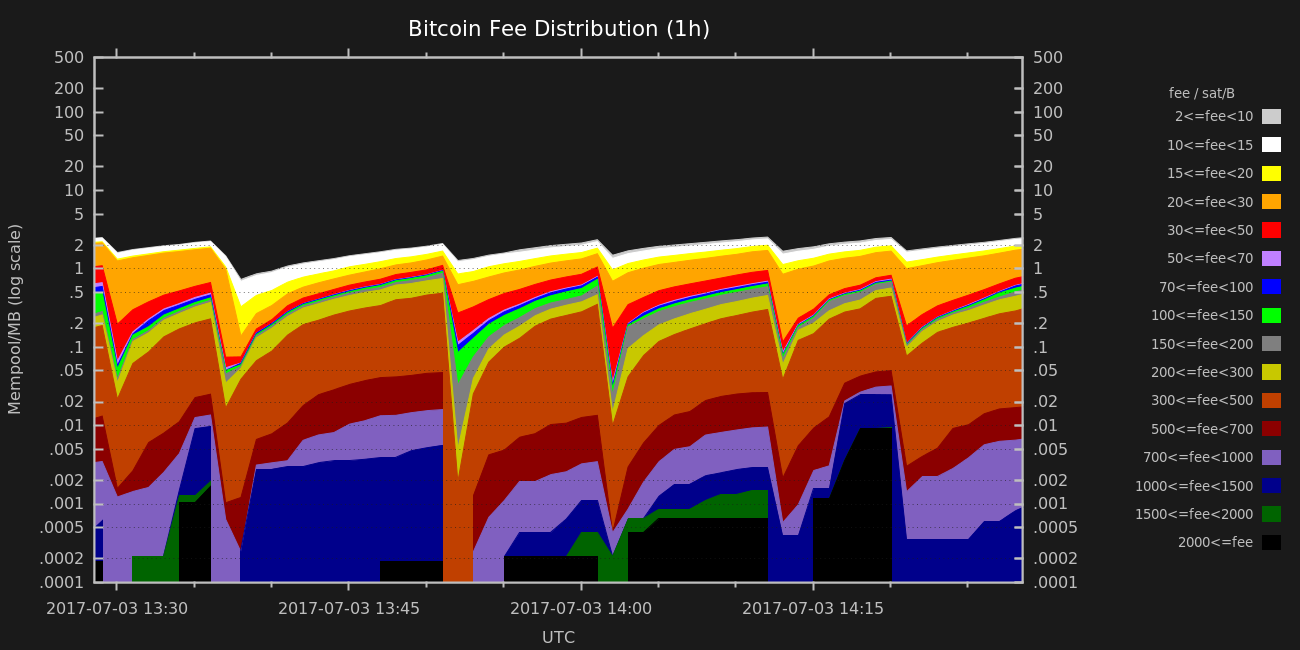 Bitcoin Fee Distribution (1h)
Mempool/MB (log scale)
500
200
100
50
20
10
5
2
1
.5
.2
.1
.05
.02
.01
.005
.002
.001
.0005
.0002
.0001
500
200
100
50
20
10
5
2
1
.5
.2
.1
.05
.02
.01
.005
.002
.001
.0005
.0002
.0001
2017-07-03 13:30
2017-07-03 13:45
2017-07-03 14:00
2017-07-03 14:15
UTC
fee / sat/B
2<=fee<10
10<=fee<15
15<=fee<20
20<=fee<30
30<=fee<50
50<=fee<70
70<=fee<100
100<=fee<150
150<=fee<200
200<=fee<300
300<=fee<500
500<=fee<700
700<=fee<1000
1000<=fee<1500
1500<=fee<2000
2000<=fee